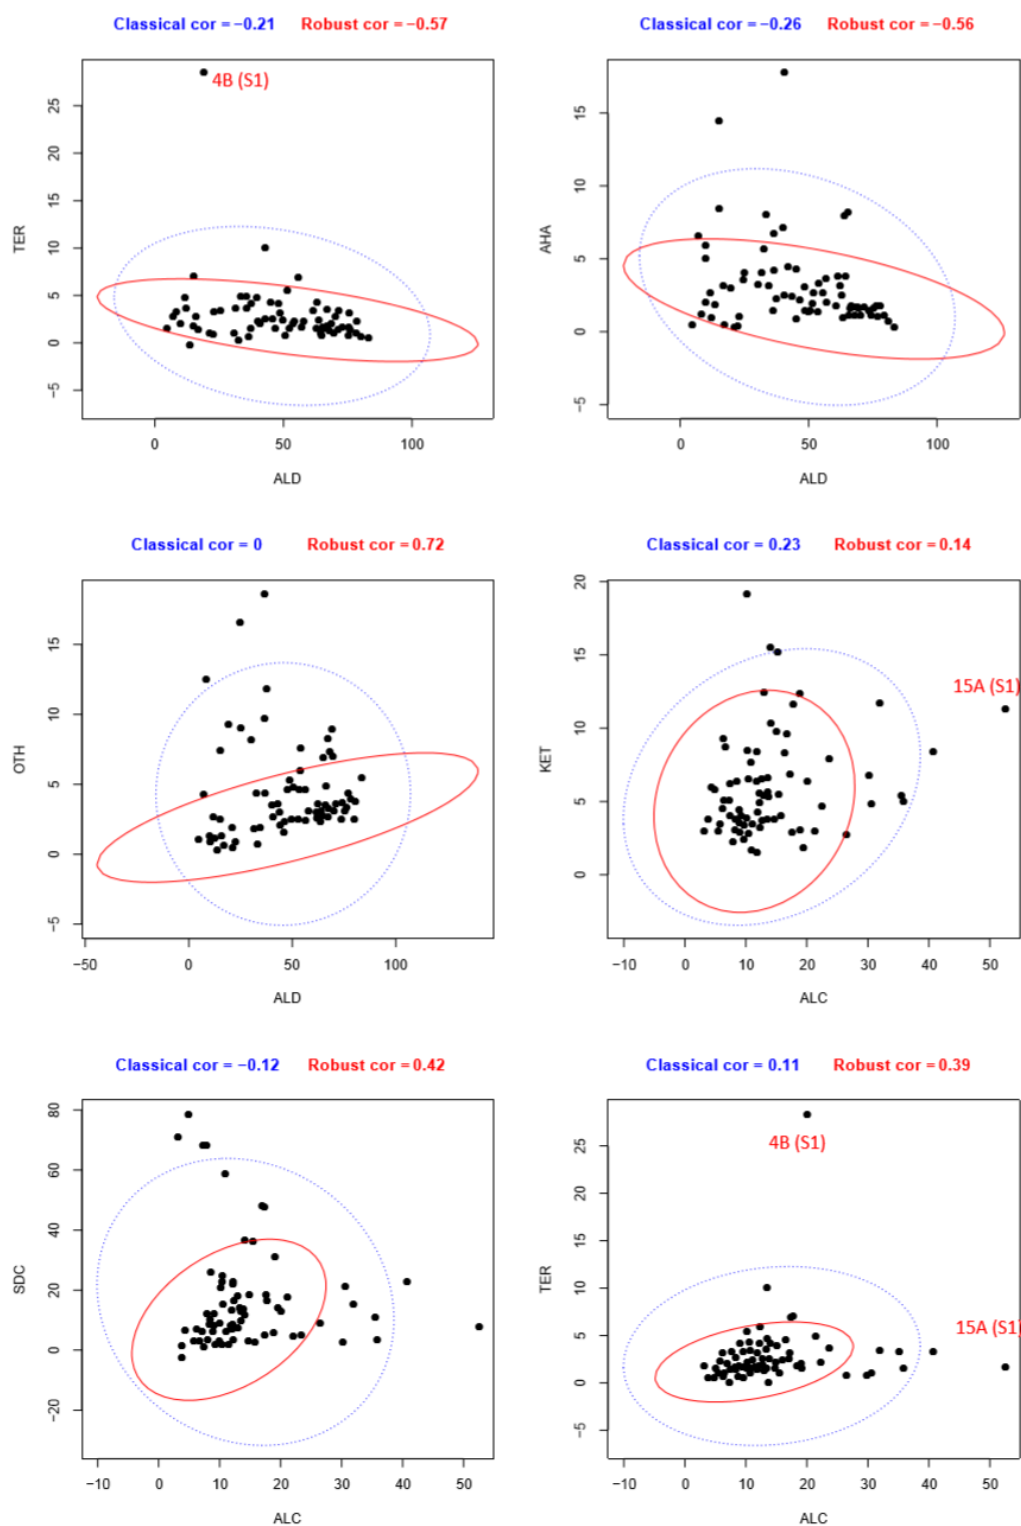 Classical cor = −0.21 Robust cor = −0.57
4B (S1)
TER
25
20
15
10
5
0
−5
0 50 100
ALD
Classical cor = −0.26 Robust cor = −0.56
AHA
15
10
5
0
−5
0 50 100
ALD
Classical cor = 0 Robust cor = 0.72
OTH
15
10
5
0
−5
−50 0 50 100
ALD
Classical cor = 0.23 Robust cor = 0.14
15A (S1)
KET
20
15
10
5
0
−10 0 10 20 30 40 50
ALC
Classical cor = −0.12 Robust cor = 0.42
SDC
80
60
40
20
0
−20
−10 0 10 20 30 40 50
ALC
Classical cor = 0.11 Robust cor = 0.39
4B (S1)
15A (S1)
TER
25
20
15
10
5
0
−5
−10 0 10 20 30 40 50
ALC